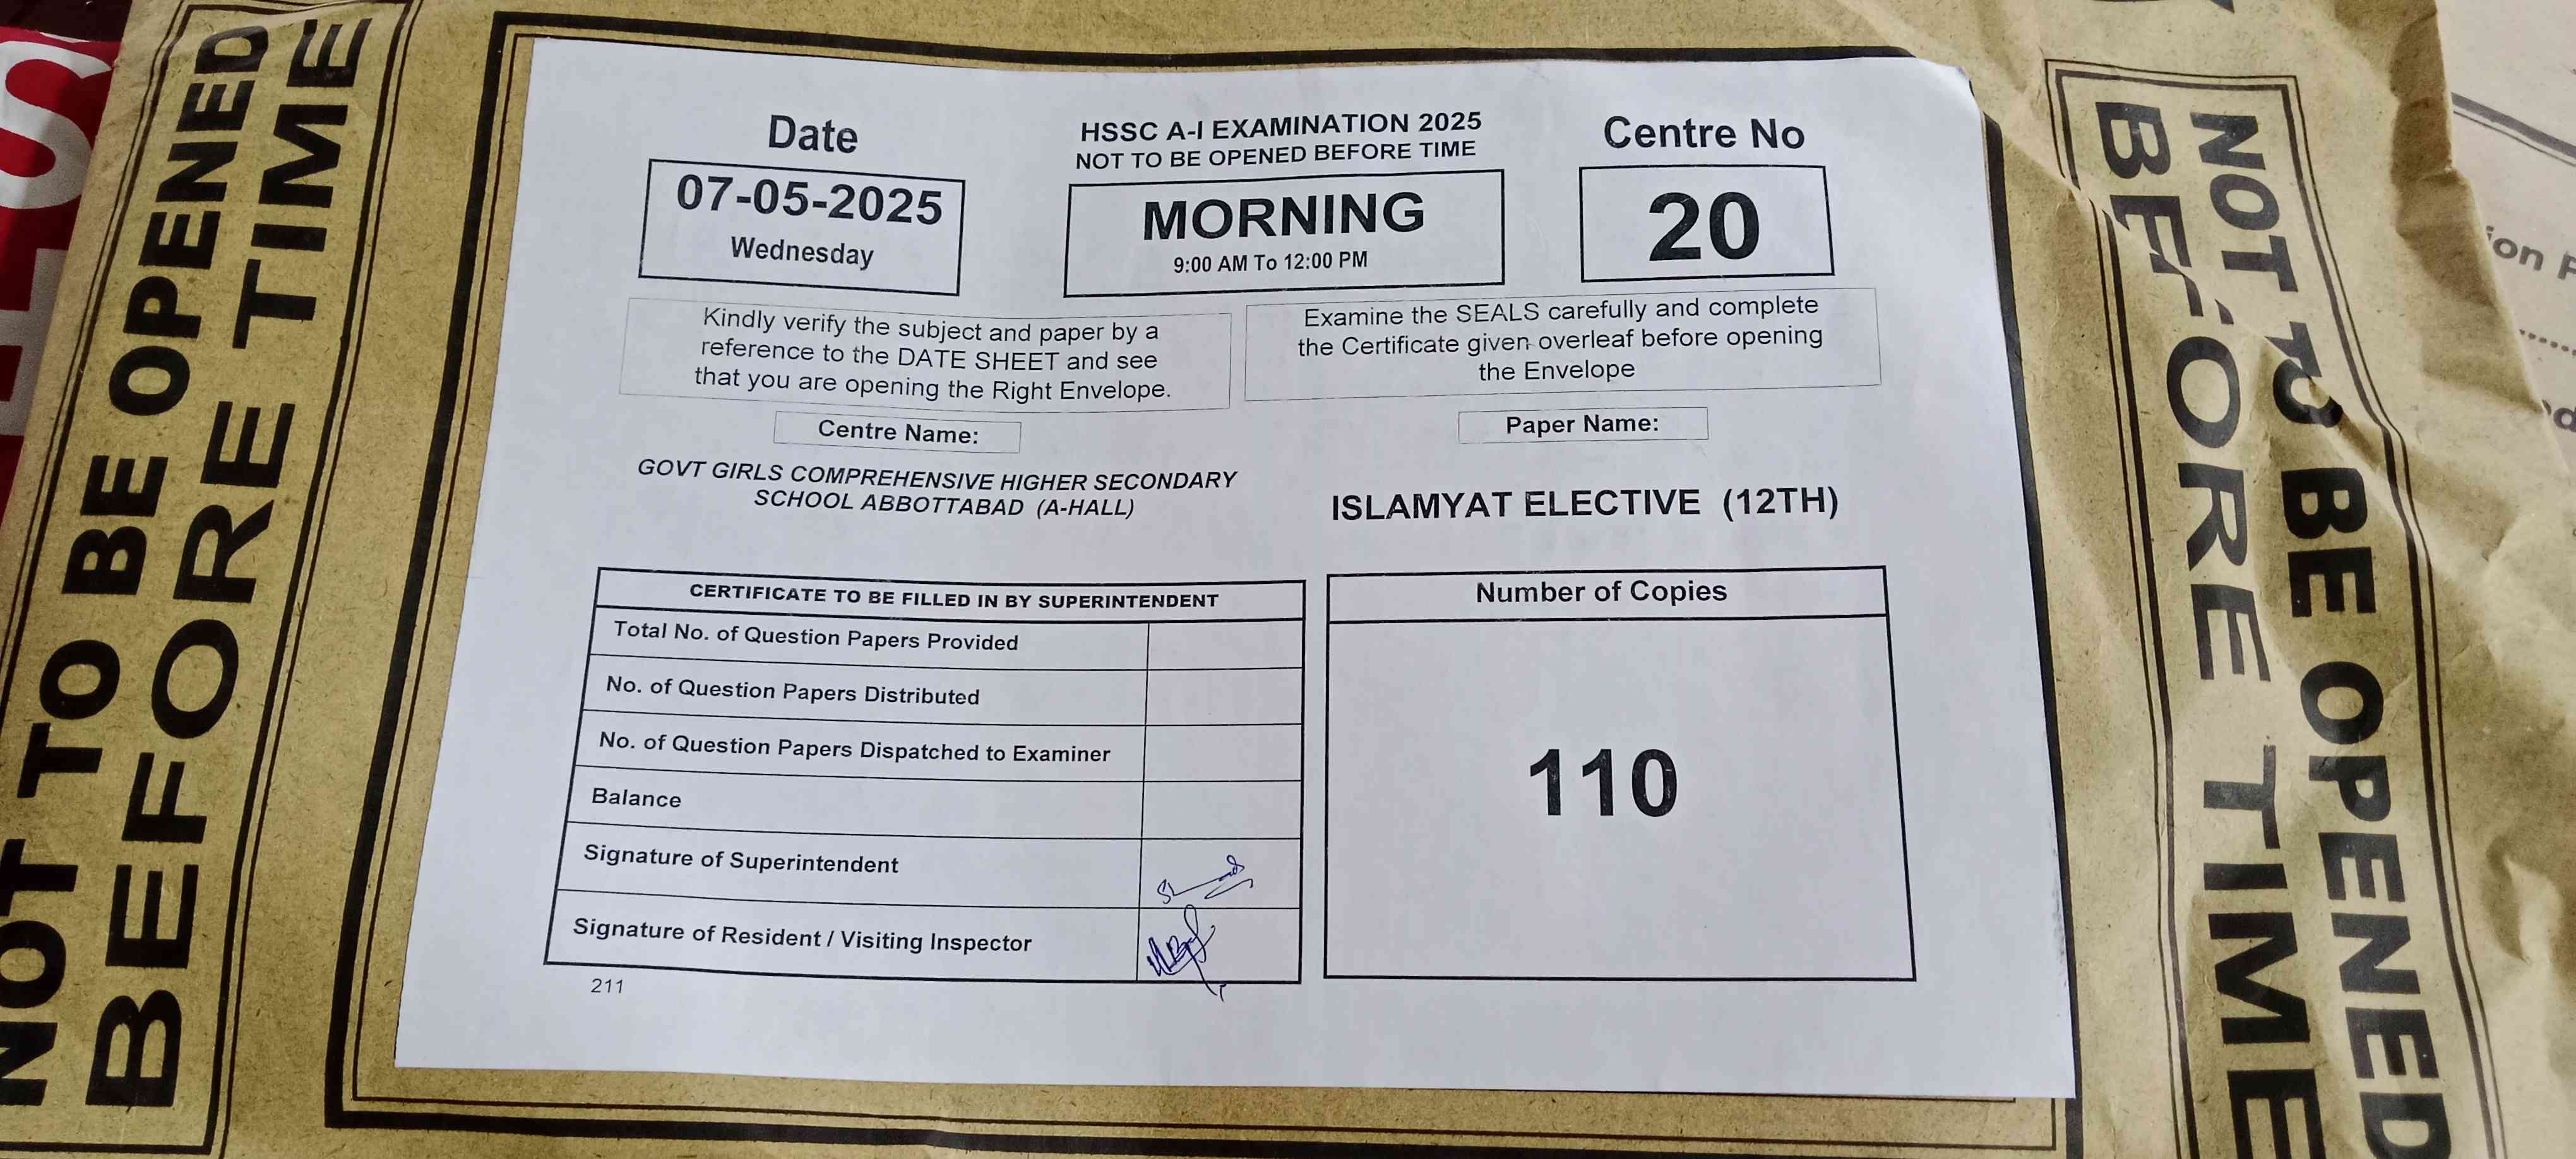 NOT TO BE OPENED
BEFORE TIME
Date
07-05-2025
Wednesday
HSSC A-I EXAMINATION 2025
NOT TO BE OPENED BEFORE TIME
MORNING
9:00 AM To 12:00 PM
Centre No
20
Kindly verify the subject and paper by a
reference to the DATE SHEET and see
that you are opening the Right Envelope.
Examine the SEALS carefully and complete
the Certificate given overleaf before opening
the Envelope
Centre Name:
GOVT GIRLS COMPREHENSIVE HIGHER SECONDARY
SCHOOL ABBOTTABAD (A-HALL)
Paper Name:
ISLAMYAT ELECTIVE (12TH)
CERTIFICATE TO BE FILLED IN BY SUPERINTENDENT
Total No. of Question Papers Provided
No. of Question Papers Distributed
No. of Question Papers Dispatched to Examiner
Balance
Signature of Superintendent
Signature of Resident / Visiting Inspector
211
Number of Copies
110
NOT TO BE OPENED
BEFORE TIME